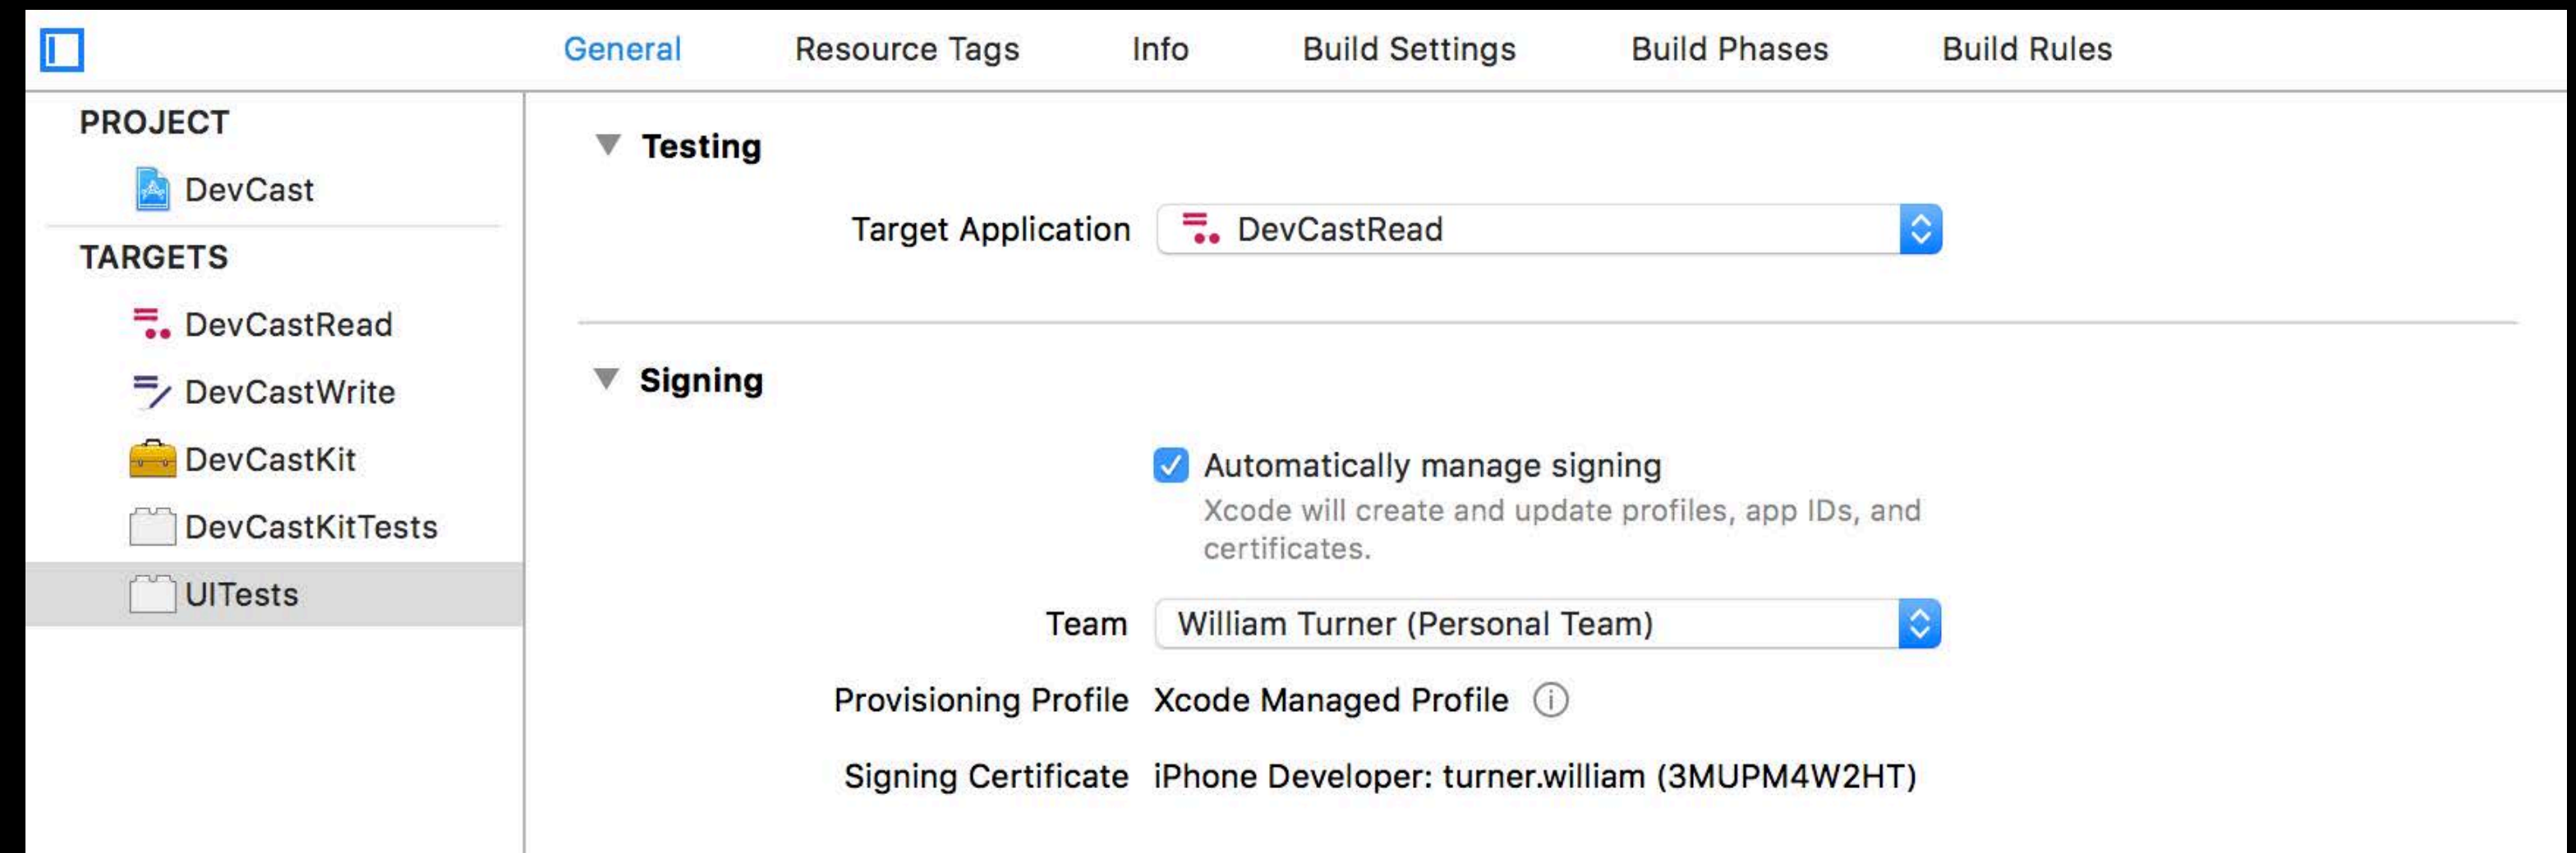 General Resource Tags Info Build Settings Build Phases Build Rules
PROJECT
DevCast
TARGETS
DevCastRead
DevCastWrite
DevCastKit
DevCastKitTests
UITests
Testing
Target Application DevCastRead
Signing
Automatically manage signing
Xcode will create and update profiles, app IDs, and
certificates.
Team William Turner (Personal Team)
Provisioning Profile Xcode Managed Profile
Signing Certificate iPhone Developer: turner.william (3MUPM4W2HT)